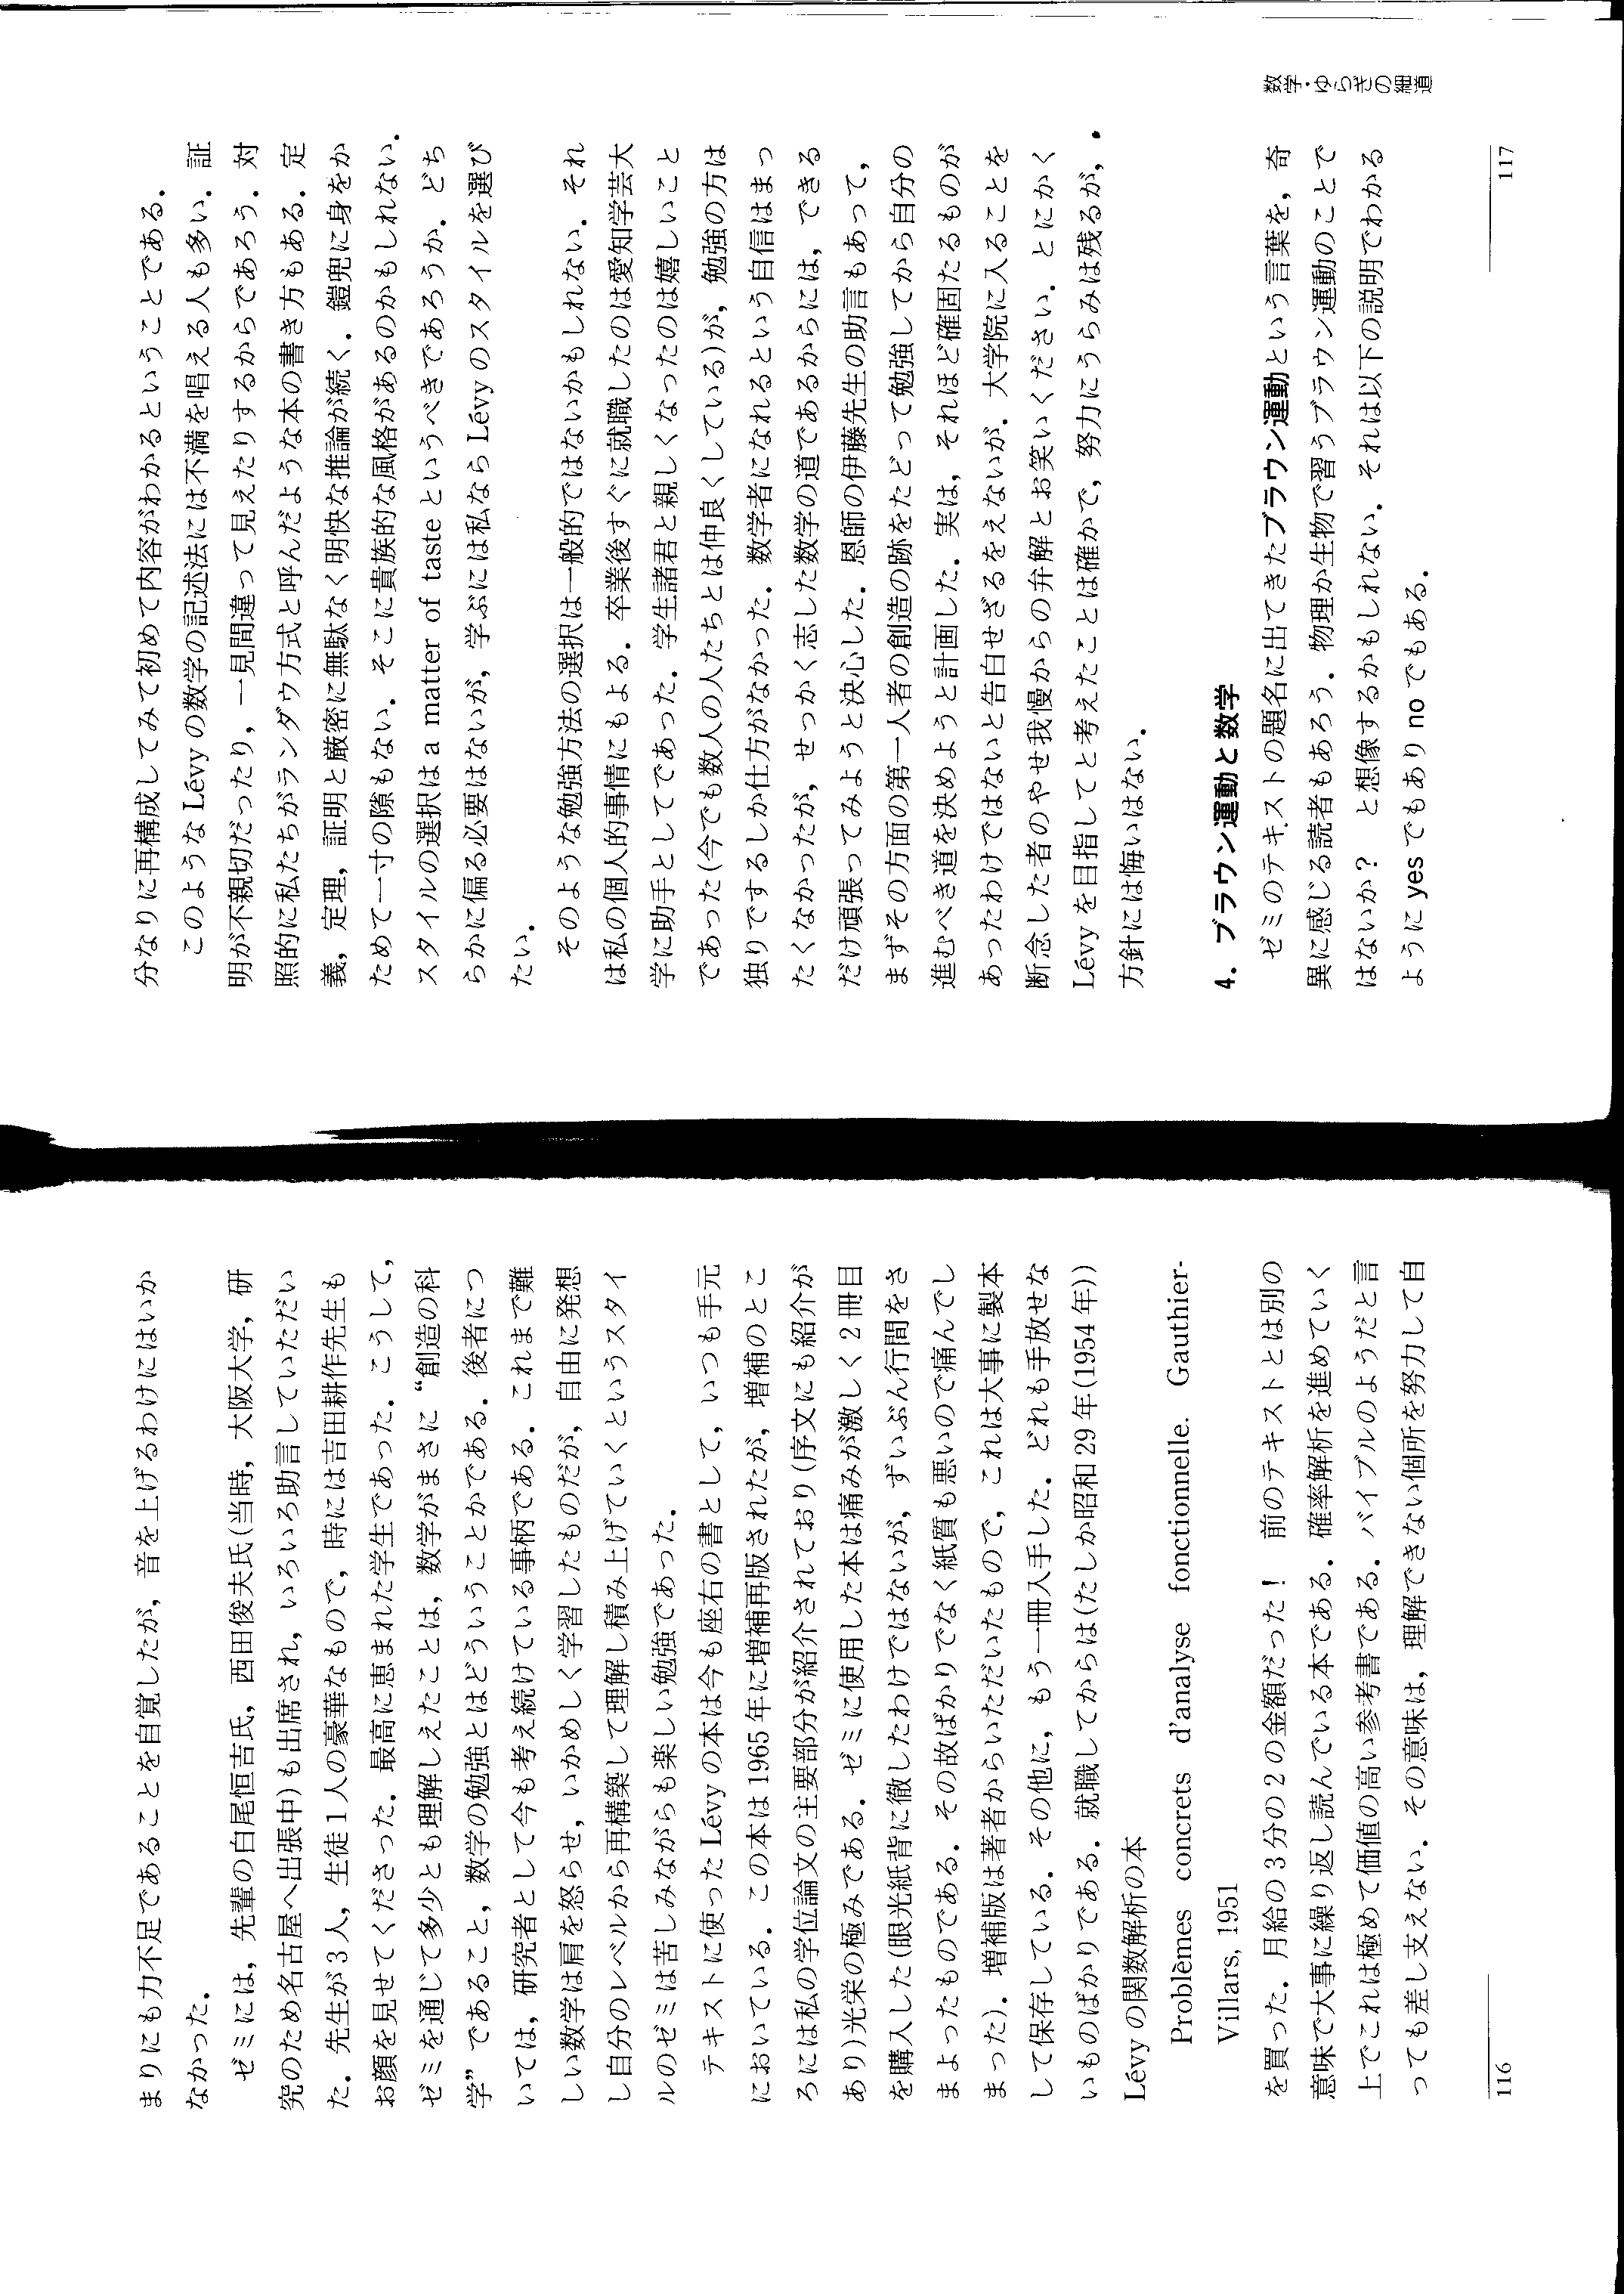 まりにも力不足であることを自覚したが，音を上げるわけにはいか
なかった．
ゼミには，先輩の白尾恒吉氏，西田俊夫氏(当時，大阪大学，研
究のため名古屋へ出張中)も出席され，いろいろ助言していただい
た．先生が3人，生徒1人の豪華なもので，時には吉田耕作先生も
お顔を見せてくださった．最高に恵まれた学生であった．こうして，
ゼミを通じて多少とも理解しえたことは，数学がまさに“創造の科
学”であること，数学の勉強とはどういうことかである．後者につ
いては，研究者として今も考え続けている事柄である．これまで難
しい数学は肩を怒らせ，いかめしく学習したものだが，自由に発想
し自分のレベルから再構築して理解し積み上げていくというスタイ
ルのゼミは苦しみながらも楽しい勉強であった．
テキストに使ったLévyの本は今も座右の書として，いつも手元
においている．この本は1965年に増補再版されたが，増補のとこ
ろには私の学位論文の主要部分が紹介されており(序文にも紹介が
あり)光栄の極みである．ゼミに使用した本は痛みが激しく2冊目
を購入した(眼光紙背に徹したわけではないが，ずいぶん行間をさ
まよったものである．その故ばかりでなく紙質も悪いので痛んでし
まった)．増補版は著者からいただいたもので，これは大事に製本
して保存している．その他に，もう一冊入手した．どれも手放せな
いものばかりである．就職してからは(たしか昭和29年(1954年))
Lévyの関数解析の本
Problèmes concrets d'analyse fonctionnelle. Gauthier-
Villars, 1951
を買った．月給の3分の2の金額だった！ 前のテキストとは別の
意味で大事に繰り返し読んでいる本である．確率解析を進めていく
上でこれは極めて価値の高い参考書である．バイブルのようだと言
っても差し支えない．その意味は，理解できない個所を努力して自
116
分なりに再構成してみて初めて内容がわかるということである．
このようなLévyの数学の記述法には不満を唱える人も多い．証
明が不親切だったり，一見間違って見えたりするからであろう．対
照的に私たちがランダウ方式と呼んだような本の書き方もある．定
義，定理，証明と厳密に無駄なく明快な推論が続く．鎧兜に身をか
ためて一寸の隙もない．そこに貴族的な風格があるのかもしれない．
スタイルの選択はa matter of tasteというべきであろうか．どち
らかに偏る必要はないが，学ぶには私ならLévyのスタイルを選び
たい．
そのような勉強方法の選択は一般的ではないかもしれない．それ
は私の個人的事情にもよる．卒業後すぐに就職したのは愛知学芸大
学に助手としてであった．学生諸君と親しくなったのは嬉しいこと
であった(今でも数人の人たちとは仲良くしている)が，勉強の方は
独りでするしか仕方がなかった．数学者になれるという自信はまっ
たくなかったが，せっかく志した数学の道であるからには，できる
だけ頑張ってみようと決心した．恩師の伊藤先生の助言もあって，
まずその方面の第一人者の創造の跡をたどって勉強してから自分の
進むべき道を決めようと計画した．実は，それほど確固たるものが
あったわけではないと告白せざるをえないが．大学院に入ることを
断念した者のやせ我慢からの弁解とお笑いください．とにかく
Lévyを目指してと考えたことは確かで，努力にうらみは残るが，
方針には悔いはない．
4．ブラウン運動と数学
ゼミのテキストの題名に出てきたブラウン運動という言葉を，奇
異に感じる読者もあろう．物理か生物で習うブラウン運動のことで
はないか？ と想像するかもしれない．それは以下の説明でわかる
ようにyesでもありnoでもある．
数学・ゆらぎの細道
117